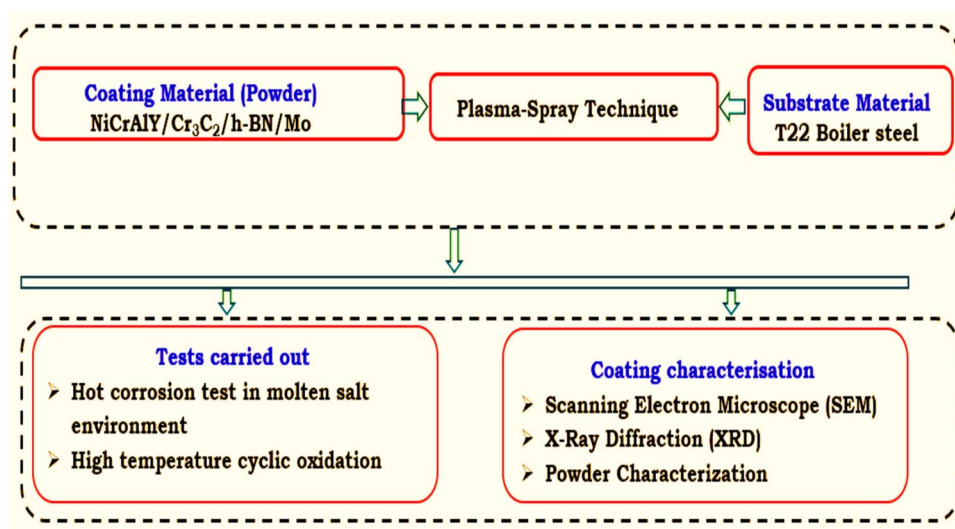 Coating Material (Powder)
NiCrAlY/Cr₃C₂/h-BN/Mo
Plasma-Spray Technique
Substrate Material
T22 Boiler steel
Tests carried out
➢ Hot corrosion test in molten salt
environment
➢ High temperature cyclic oxidation
Coating characterisation
➢ Scanning Electron Microscope (SEM)
➢ X-Ray Diffraction (XRD)
➢ Powder Characterization